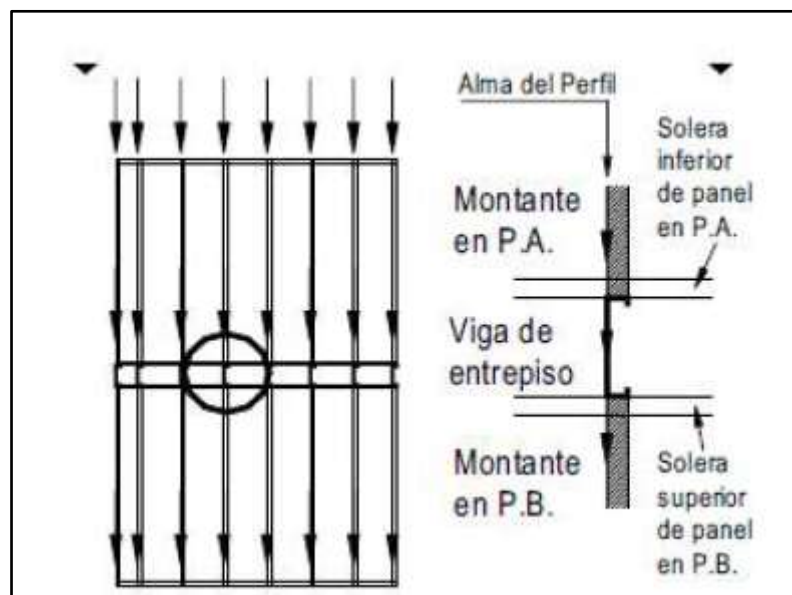 Alma del Perfil
Solera
inferior
de panel
en P.A.
Montante
en P.A.
Viga de
entrepiso
Montante
en P.B.
Solera
superior
de panel
en P.B.